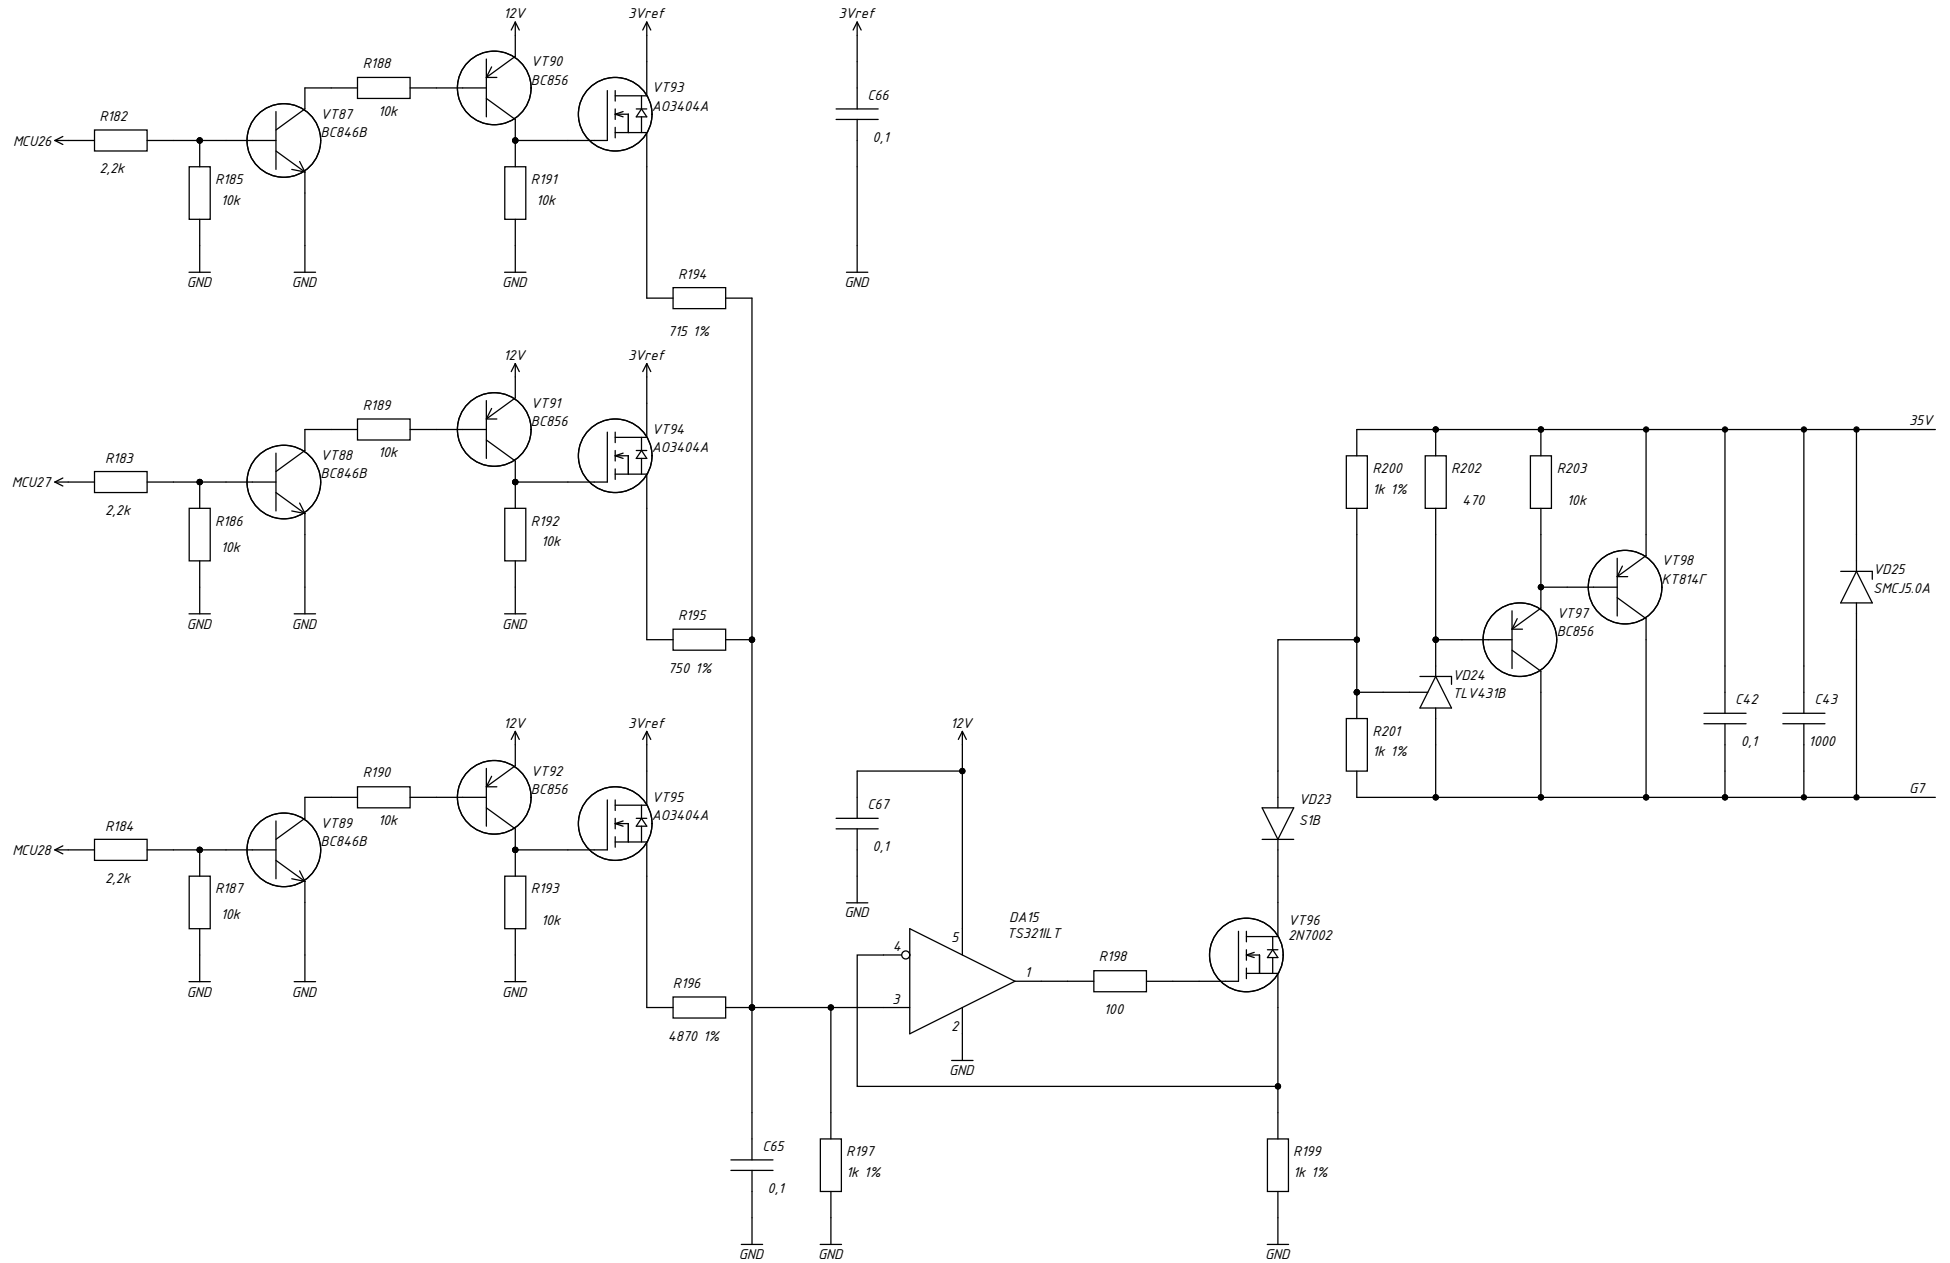 12V
3Vref
3Vref
R188
10k
VT90
BC856
VT93
AO3404A
C66
0,1
R182
2,2k
MCU26
VT87
BC846B
R185
10k
R191
10k
GND
GND
GND
GND
R194
715 1%
12V
3Vref
R189
10k
VT91
BC856
VT94
AO3404A
R183
2,2k
MCU27
VT88
BC846B
R186
10k
R192
10k
GND
GND
GND
R195
750 1%
35V
R200
1k 1%
R202
470
R203
10k
VT98
КТ814Г
VT97
BC856
VD25
SMCJ5.0A
VD24
TLV431B
R201
1k 1%
C42
0,1
C43
1000
G7
12V
3Vref
12V
R190
10k
VT92
BC856
VT95
AO3404A
R184
2,2k
MCU28
VT89
BC846B
R187
10k
R193
10k
GND
GND
GND
C67
0,1
GND
VD23
S1B
DA15
TS321ILT
VT96
2N7002
4
5
1
3
2
R198
100
R196
4870 1%
GND
C65
0,1
R197
1k 1%
R199
1k 1%
GND
GND
GND